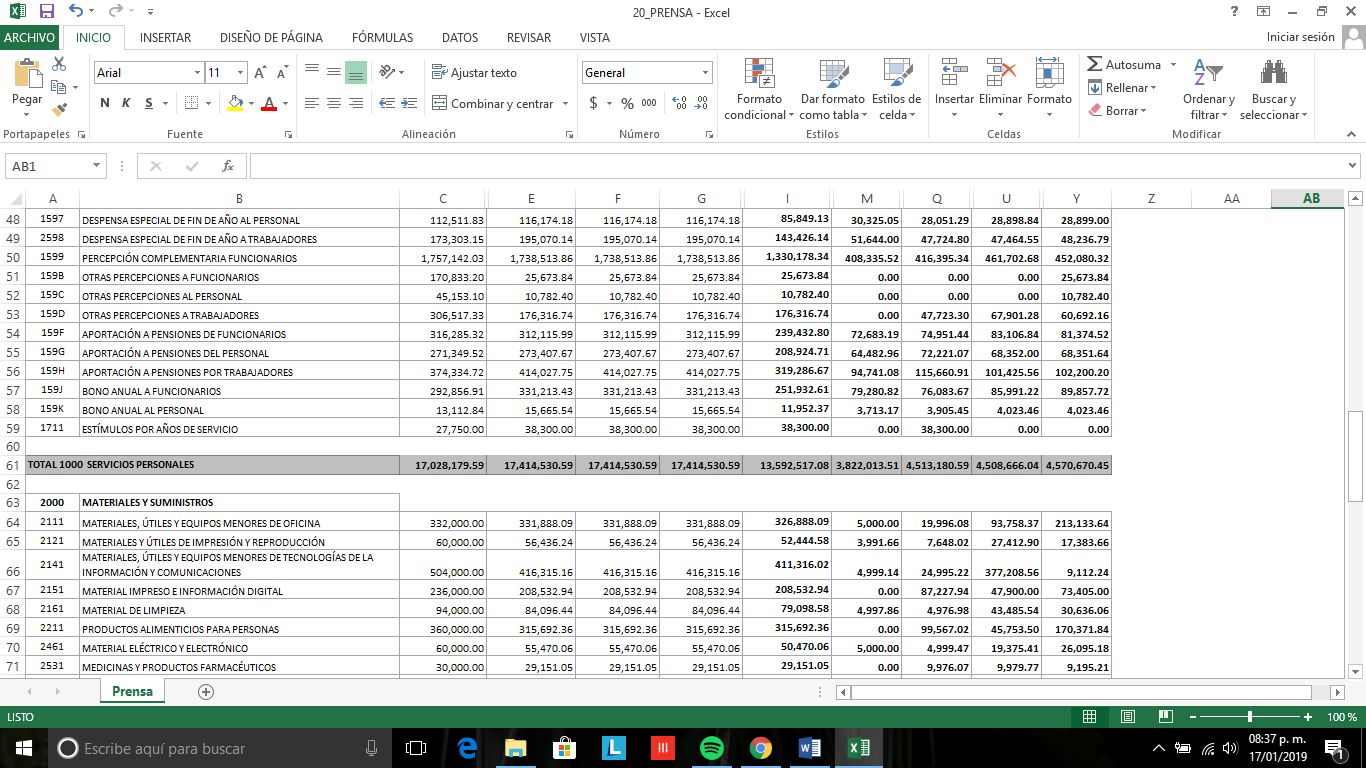 20_PRENSA - Excel
ARCHIVO INICIO INSERTAR DISEÑO DE PÁGINA FÓRMULAS DATOS REVISAR VISTA Iniciar sesión
Pegar
Portapapeles
Arial 11
N K S
Fuente
Ajustar texto
Combinar y centrar
Alineación
General
$ % 000
Número
Formato condicional
Dar formato como tabla
Estilos de celda
Estilos
Insertar Eliminar Formato
Celdas
Autosuma
Rellenar
Borrar
Ordenar y filtrar
Buscar y seleccionar
Modificar
AB1 fx
A B C E F G I M Q U Y Z AA AB
48 1597 DESPENSA ESPECIAL DE FIN DE AÑO AL PERSONAL 112,511.83 116,174.18 116,174.18 116,174.18 85,849.13 30,325.05 28,051.29 28,898.84 28,899.00
49 2598 DESPENSA ESPECIAL DE FIN DE AÑO A TRABAJADORES 173,303.15 195,070.14 195,070.14 195,070.14 143,426.14 51,644.00 47,724.80 47,464.55 48,236.79
50 1599 PERCEPCIÓN COMPLEMENTARIA FUNCIONARIOS 1,757,142.03 1,738,513.86 1,738,513.86 1,738,513.86 1,330,178.34 408,335.52 416,395.34 461,702.68 452,080.32
51 159B OTRAS PERCEPCIONES A FUNCIONARIOS 170,833.20 25,673.84 25,673.84 25,673.84 25,673.84 0.00 0.00 0.00 25,673.84
52 159C OTRAS PERCEPCIONES AL PERSONAL 45,153.10 10,782.40 10,782.40 10,782.40 10,782.40 0.00 0.00 0.00 10,782.40
53 159D OTRAS PERCEPCIONES A TRABAJADORES 306,517.33 176,316.74 176,316.74 176,316.74 176,316.74 0.00 47,723.30 67,901.28 60,692.16
54 159F APORTACIÓN A PENSIONES DE FUNCIONARIOS 316,285.32 312,115.99 312,115.99 312,115.99 239,432.80 72,683.19 74,951.44 83,106.84 81,374.52
55 159G APORTACIÓN A PENSIONES DEL PERSONAL 271,349.52 273,407.67 273,407.67 273,407.67 208,924.71 64,482.96 72,221.07 68,352.00 68,351.64
56 159H APORTACIÓN A PENSIONES POR TRABAJADORES 374,334.72 414,027.75 414,027.75 414,027.75 319,286.67 94,741.08 115,660.91 101,425.56 102,200.20
57 159J BONO ANUAL A FUNCIONARIOS 292,856.91 331,213.43 331,213.43 331,213.43 251,932.61 79,280.82 76,083.67 85,991.22 89,857.72
58 159K BONO ANUAL AL PERSONAL 13,112.84 15,665.54 15,665.54 15,665.54 11,952.37 3,713.17 3,905.45 4,023.46 4,023.46
59 1711 ESTÍMULOS POR AÑOS DE SERVICIO 27,750.00 38,300.00 38,300.00 38,300.00 38,300.00 0.00 38,300.00 0.00 0.00
60
61 TOTAL 1000 SERVICIOS PERSONALES 17,028,179.59 17,414,530.59 17,414,530.59 17,414,530.59 13,592,517.08 3,822,013.51 4,513,180.59 4,508,666.04 4,570,670.45
62
63 2000 MATERIALES Y SUMINISTROS
64 2111 MATERIALES, ÚTILES Y EQUIPOS MENORES DE OFICINA 332,000.00 331,888.09 331,888.09 331,888.09 326,888.09 5,000.00 19,996.08 93,758.37 213,133.64
65 2121 MATERIALES Y ÚTILES DE IMPRESIÓN Y REPRODUCCIÓN 60,000.00 56,436.24 56,436.24 56,436.24 52,444.58 3,991.66 7,648.02 27,412.90 17,383.66
MATERIALES, ÚTILES Y EQUIPOS MENORES DE TECNOLOGÍAS DE LA
66 2141 INFORMACIÓN Y COMUNICACIONES 504,000.00 416,315.16 416,315.16 416,315.16 411,316.02 4,999.14 24,995.22 377,208.56 9,112.24
67 2151 MATERIAL IMPRESO E INFORMACIÓN DIGITAL 236,000.00 208,532.94 208,532.94 208,532.94 208,532.94 0.00 87,227.94 47,900.00 73,405.00
68 2161 MATERIAL DE LIMPIEZA 94,000.00 84,096.44 84,096.44 84,096.44 79,098.58 4,997.86 4,976.98 43,485.54 30,636.06
69 2211 PRODUCTOS ALIMENTICIOS PARA PERSONAS 360,000.00 315,692.36 315,692.36 315,692.36 315,692.36 0.00 99,567.02 45,753.50 170,371.84
70 2461 MATERIAL ELÉCTRICO Y ELECTRÓNICO 60,000.00 55,470.06 55,470.06 55,470.06 50,470.06 5,000.00 4,999.47 19,375.41 26,095.18
71 2531 MEDICINAS Y PRODUCTOS FARMACÉUTICOS 30,000.00 29,151.05 29,151.05 29,151.05 29,151.05 0.00 9,976.07 9,979.77 9,195.21
Prensa
LISTO 100 %
Escribe aquí para buscar
08:37 p. m.
17/01/2019